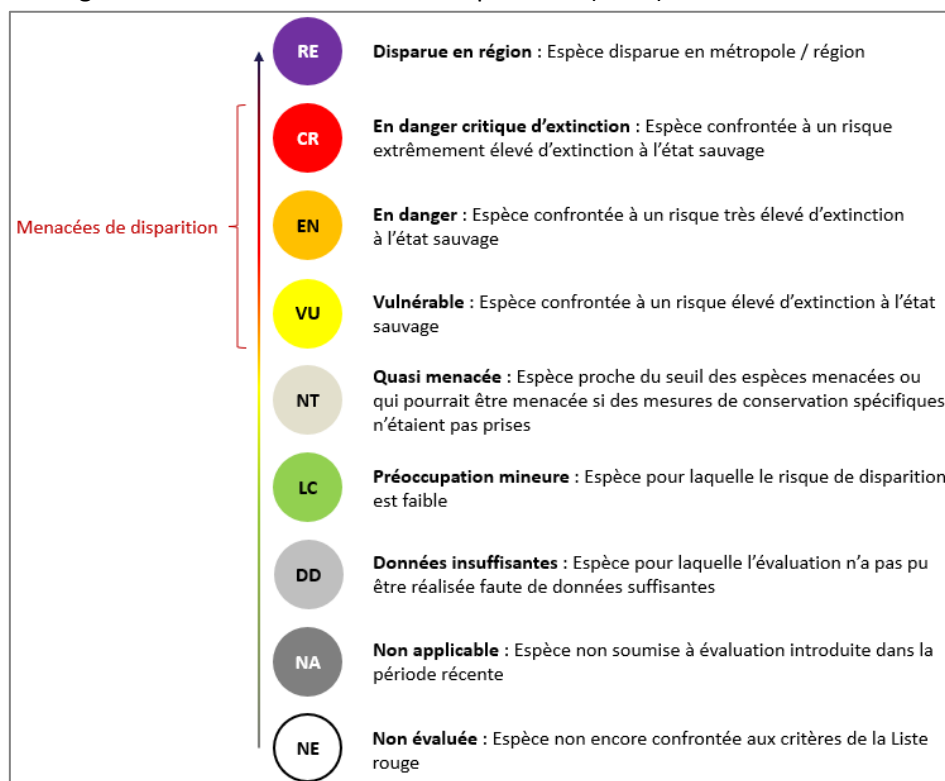 RE
Disparue en région : Espèce disparue en métropole / région
CR
En danger critique d'extinction : Espèce confrontée à un risque
extrêmement élevé d'extinction à l'état sauvage
Menacées de disparition
EN
En danger : Espèce confrontée à un risque très élevé d'extinction
à l'état sauvage
VU
Vulnérable : Espèce confrontée à un risque élevé d'extinction à l'état
sauvage
NT
Quasi menacée : Espèce proche du seuil des espèces menacées ou
qui pourrait être menacée si des mesures de conservation spécifiques
n'étaient pas prises
LC
Préoccupation mineure : Espèce pour laquelle le risque de disparition
est faible
DD
Données insuffisantes : Espèce pour laquelle l'évaluation n'a pas pu
être réalisée faute de données suffisantes
NA
Non applicable : Espèce non soumise à évaluation introduite dans la
période récente
NE
Non évaluée : Espèce non encore confrontée aux critères de la Liste
rouge